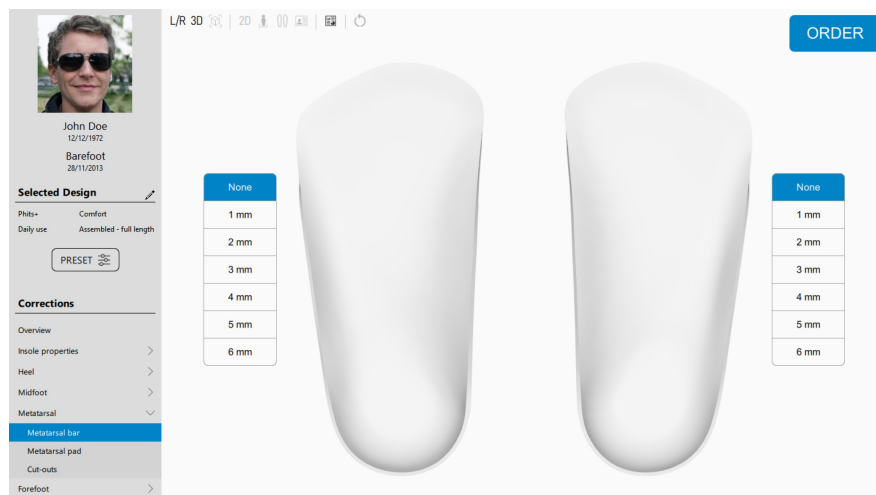 L/R 3D 2D
ORDER
John Doe
12/12/1972
Barefoot
28/11/2013
Selected Design
Phits+ Comfort
Daily use Assembled - full length
PRESET
Corrections
Overview
Insole properties
Heel
Midfoot
Metatarsal
Metatarsal bar
Metatarsal pad
Cut-outs
Forefoot
None
1 mm
2 mm
3 mm
4 mm
5 mm
6 mm
None
1 mm
2 mm
3 mm
4 mm
5 mm
6 mm